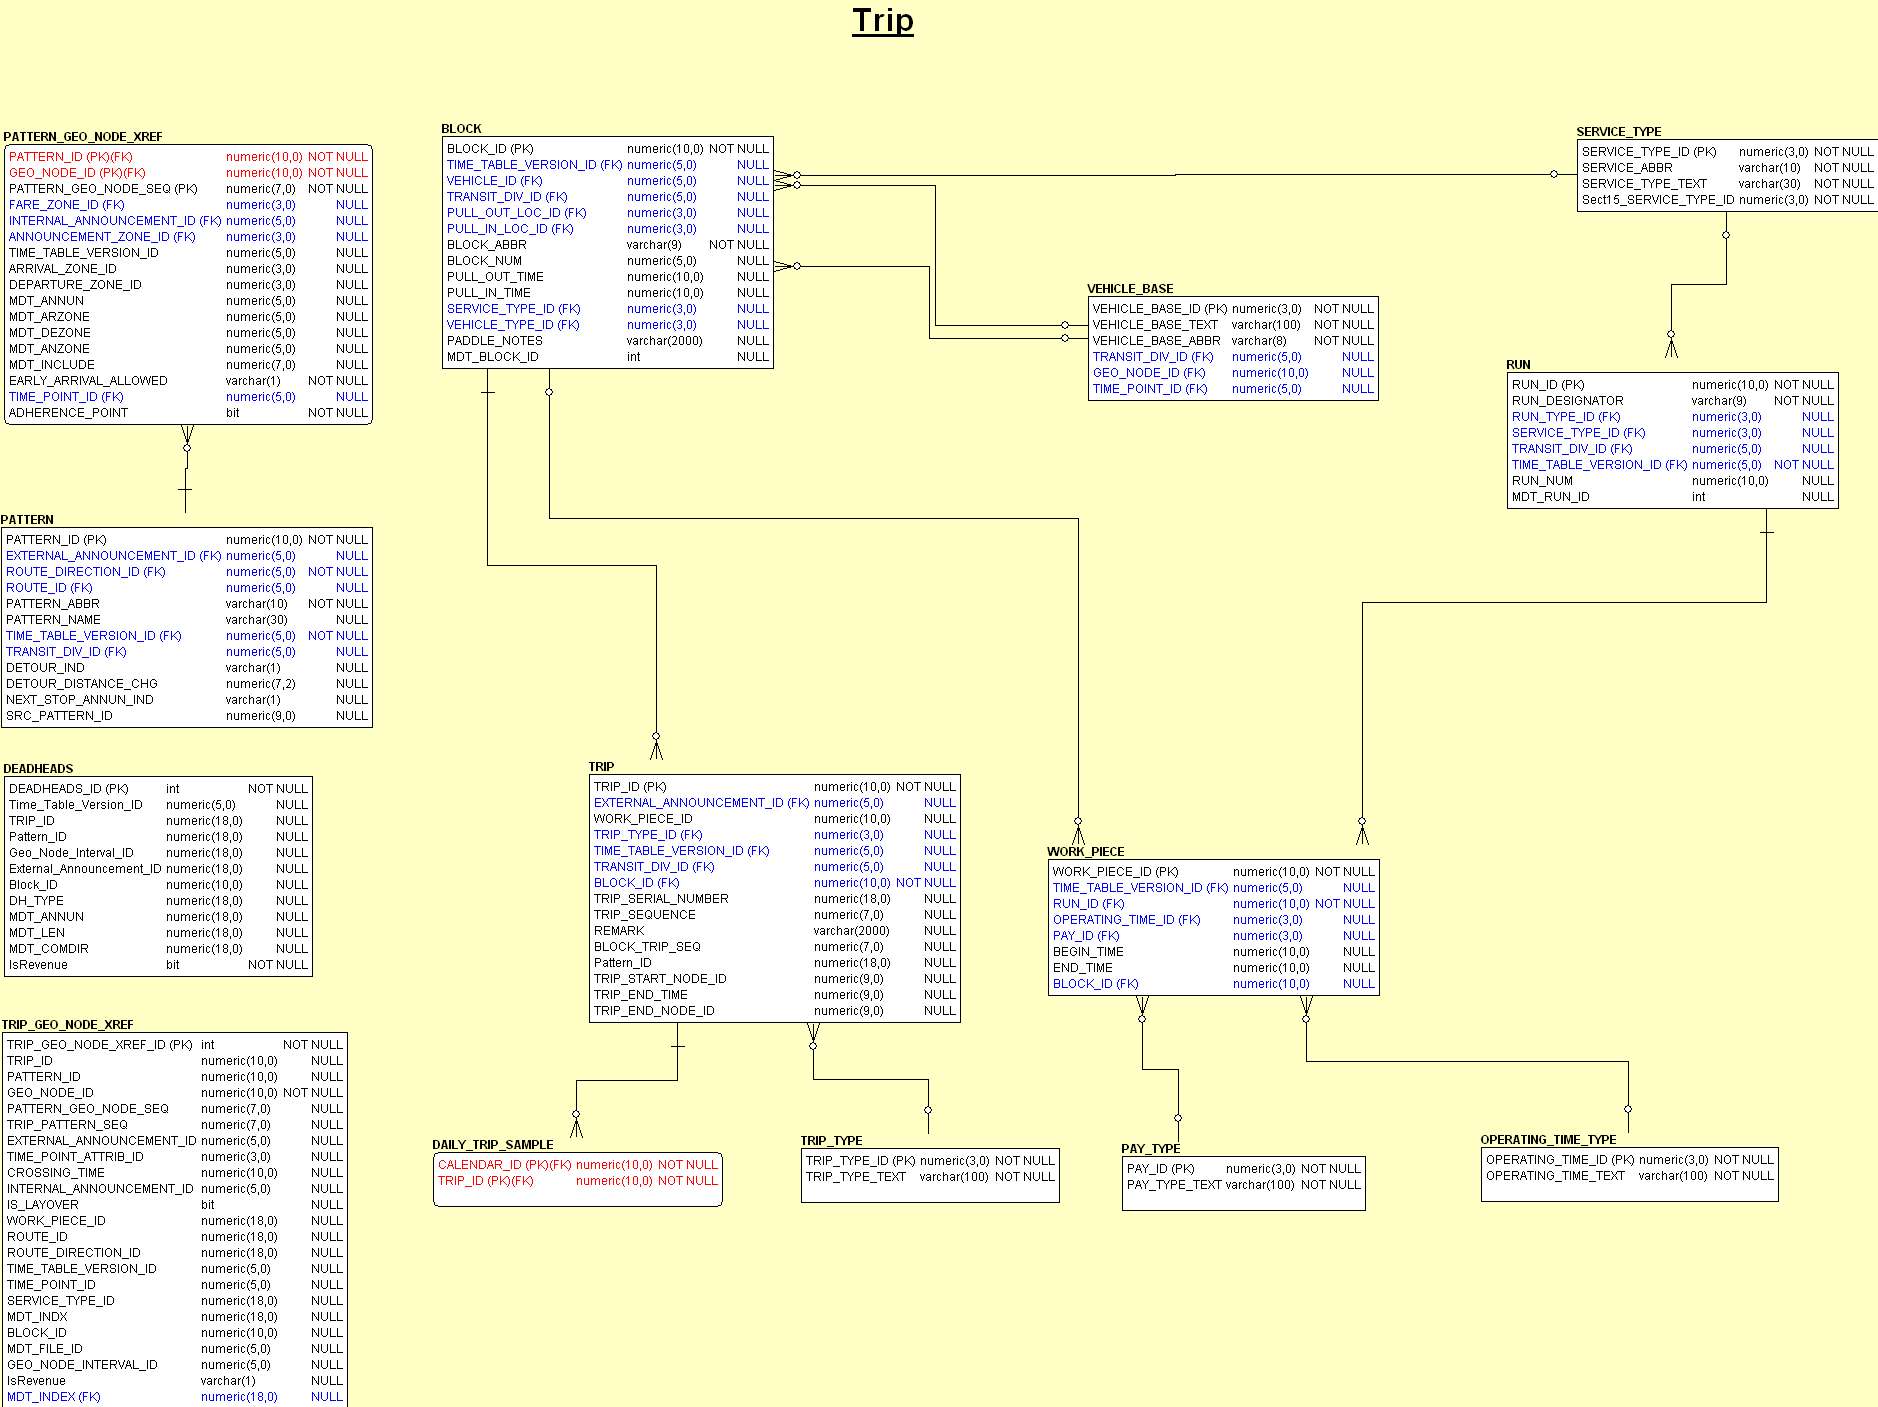 Trip
PATTERN_GEO_NODE_XREF
PATTERN_ID (PK)(FK) numeric(10,0) NOT NULL
GEO_NODE_ID (PK)(FK) numeric(10,0) NOT NULL
PATTERN_GEO_NODE_SEQ (PK) numeric(7,0) NOT NULL
FARE_ZONE_ID (FK) numeric(3,0) NULL
INTERNAL_ANNOUNCEMENT_ID (FK) numeric(5,0) NULL
ANNOUNCEMENT_ZONE_ID (FK) numeric(3,0) NULL
TIME_TABLE_VERSION_ID numeric(5,0) NULL
ARRIVAL_ZONE_ID numeric(3,0) NULL
DEPARTURE_ZONE_ID numeric(3,0) NULL
MDT_ANNUN numeric(5,0) NULL
MDT_ARZONE numeric(5,0) NULL
MDT_DEZONE numeric(5,0) NULL
MDT_ANZONE numeric(5,0) NULL
MDT_INCLUDE numeric(7,0) NULL
EARLY_ARRIVAL_ALLOWED varchar(1) NOT NULL
TIME_POINT_ID (FK) numeric(5,0) NULL
ADHERENCE_POINT bit NOT NULL
PATTERN
PATTERN_ID (PK) numeric(10,0) NOT NULL
EXTERNAL_ANNOUNCEMENT_ID (FK) numeric(5,0) NULL
ROUTE_DIRECTION_ID (FK) numeric(5,0) NOT NULL
ROUTE_ID (FK) numeric(5,0) NULL
PATTERN_ABBR varchar(10) NOT NULL
PATTERN_NAME varchar(30) NULL
TIME_TABLE_VERSION_ID (FK) numeric(5,0) NOT NULL
TRANSIT_DIV_ID (FK) numeric(5,0) NULL
DETOUR_IND varchar(1) NULL
DETOUR_DISTANCE_CHG numeric(7,2) NULL
NEXT_STOP_ANNUN_IND varchar(1) NULL
SRC_PATTERN_ID numeric(9,0) NULL
DEADHEADS
DEADHEADS_ID (PK) int NOT NULL
Time_Table_Version_ID numeric(5,0) NULL
TRIP_ID numeric(18,0) NULL
Pattern_ID numeric(18,0) NULL
Geo_Node_Interval_ID numeric(18,0) NULL
External_Announcement_ID numeric(18,0) NULL
Block_ID numeric(10,0) NULL
DH_TYPE numeric(18,0) NULL
MDT_ANNUN numeric(18,0) NULL
MDT_LEN numeric(18,0) NULL
MDT_COMDIR numeric(18,0) NULL
IsRevenue bit NOT NULL
TRIP_GEO_NODE_XREF
TRIP_GEO_NODE_XREF_ID (PK) int NOT NULL
TRIP_ID numeric(10,0) NULL
PATTERN_ID numeric(10,0) NULL
GEO_NODE_ID numeric(10,0) NOT NULL
PATTERN_GEO_NODE_SEQ numeric(7,0) NULL
TRIP_PATTERN_SEQ numeric(7,0) NULL
EXTERNAL_ANNOUNCEMENT_ID numeric(5,0) NULL
TIME_POINT_ATTRIB_ID numeric(3,0) NULL
CROSSING_TIME numeric(10,0) NULL
INTERNAL_ANNOUNCEMENT_ID numeric(5,0) NULL
IS_LAYOVER bit NULL
WORK_PIECE_ID numeric(18,0) NULL
ROUTE_ID numeric(18,0) NULL
ROUTE_DIRECTION_ID numeric(18,0) NULL
TIME_TABLE_VERSION_ID numeric(5,0) NULL
TIME_POINT_ID numeric(5,0) NULL
SERVICE_TYPE_ID numeric(18,0) NULL
MDT_INDX numeric(18,0) NULL
BLOCK_ID numeric(10,0) NULL
MDT_FILE_ID numeric(5,0) NULL
GEO_NODE_INTERVAL_ID numeric(5,0) NULL
IsRevenue varchar(1) NULL
MDT_INDEX (FK) numeric(18,0) NULL
BLOCK
BLOCK_ID (PK) numeric(10,0) NOT NULL
TIME_TABLE_VERSION_ID (FK) numeric(5,0) NULL
VEHICLE_ID (FK) numeric(5,0) NULL
TRANSIT_DIV_ID (FK) numeric(5,0) NULL
PULL_OUT_LOC_ID (FK) numeric(3,0) NULL
PULL_IN_LOC_ID (FK) numeric(3,0) NULL
BLOCK_ABBR varchar(9) NOT NULL
BLOCK_NUM numeric(5,0) NULL
PULL_OUT_TIME numeric(10,0) NULL
PULL_IN_TIME numeric(10,0) NULL
SERVICE_TYPE_ID (FK) numeric(3,0) NULL
VEHICLE_TYPE_ID (FK) numeric(3,0) NULL
PADDLE_NOTES varchar(2000) NULL
MDT_BLOCK_ID int NULL
SERVICE_TYPE
SERVICE_TYPE_ID (PK) numeric(3,0) NOT NULL
SERVICE_ABBR varchar(10) NOT NULL
SERVICE_TYPE_TEXT varchar(30) NOT NULL
Sect15_SERVICE_TYPE_ID numeric(3,0) NOT NULL
VEHICLE_BASE
VEHICLE_BASE_ID (PK) numeric(3,0) NOT NULL
VEHICLE_BASE_TEXT varchar(100) NOT NULL
VEHICLE_BASE_ABBR varchar(8) NOT NULL
TRANSIT_DIV_ID (FK) numeric(5,0) NULL
GEO_NODE_ID (FK) numeric(10,0) NULL
TIME_POINT_ID (FK) numeric(5,0) NULL
RUN
RUN_ID (PK) numeric(10,0) NOT NULL
RUN_DESIGNATOR varchar(9) NOT NULL
RUN_TYPE_ID (FK) numeric(3,0) NULL
SERVICE_TYPE_ID (FK) numeric(3,0) NULL
TRANSIT_DIV_ID (FK) numeric(5,0) NULL
TIME_TABLE_VERSION_ID (FK) numeric(5,0) NOT NULL
RUN_NUM numeric(10,0) NULL
MDT_RUN_ID int NULL
TRIP
TRIP_ID (PK) numeric(10,0) NOT NULL
EXTERNAL_ANNOUNCEMENT_ID (FK) numeric(5,0) NULL
WORK_PIECE_ID numeric(10,0) NULL
TRIP_TYPE_ID (FK) numeric(3,0) NULL
TIME_TABLE_VERSION_ID (FK) numeric(5,0) NULL
TRANSIT_DIV_ID (FK) numeric(5,0) NULL
BLOCK_ID (FK) numeric(10,0) NOT NULL
TRIP_SERIAL_NUMBER numeric(18,0) NULL
TRIP_SEQUENCE numeric(7,0) NULL
REMARK varchar(2000) NULL
BLOCK_TRIP_SEQ numeric(7,0) NULL
Pattern_ID numeric(18,0) NULL
TRIP_START_NODE_ID numeric(9,0) NULL
TRIP_END_TIME numeric(9,0) NULL
TRIP_END_NODE_ID numeric(9,0) NULL
WORK_PIECE
WORK_PIECE_ID (PK) numeric(10,0) NOT NULL
TIME_TABLE_VERSION_ID (FK) numeric(5,0) NULL
RUN_ID (FK) numeric(10,0) NOT NULL
OPERATING_TIME_ID (FK) numeric(3,0) NULL
PAY_ID (FK) numeric(3,0) NULL
BEGIN_TIME numeric(10,0) NULL
END_TIME numeric(10,0) NULL
BLOCK_ID (FK) numeric(10,0) NULL
DAILY_TRIP_SAMPLE
CALENDAR_ID (PK)(FK) numeric(10,0) NOT NULL
TRIP_ID (PK)(FK) numeric(10,0) NOT NULL
TRIP_TYPE
TRIP_TYPE_ID (PK) numeric(3,0) NOT NULL
TRIP_TYPE_TEXT varchar(100) NOT NULL
PAY_TYPE
PAY_ID (PK) numeric(3,0) NOT NULL
PAY_TYPE_TEXT varchar(100) NOT NULL
OPERATING_TIME_TYPE
OPERATING_TIME_ID (PK) numeric(3,0) NOT NULL
OPERATING_TIME_TEXT varchar(100) NOT NULL